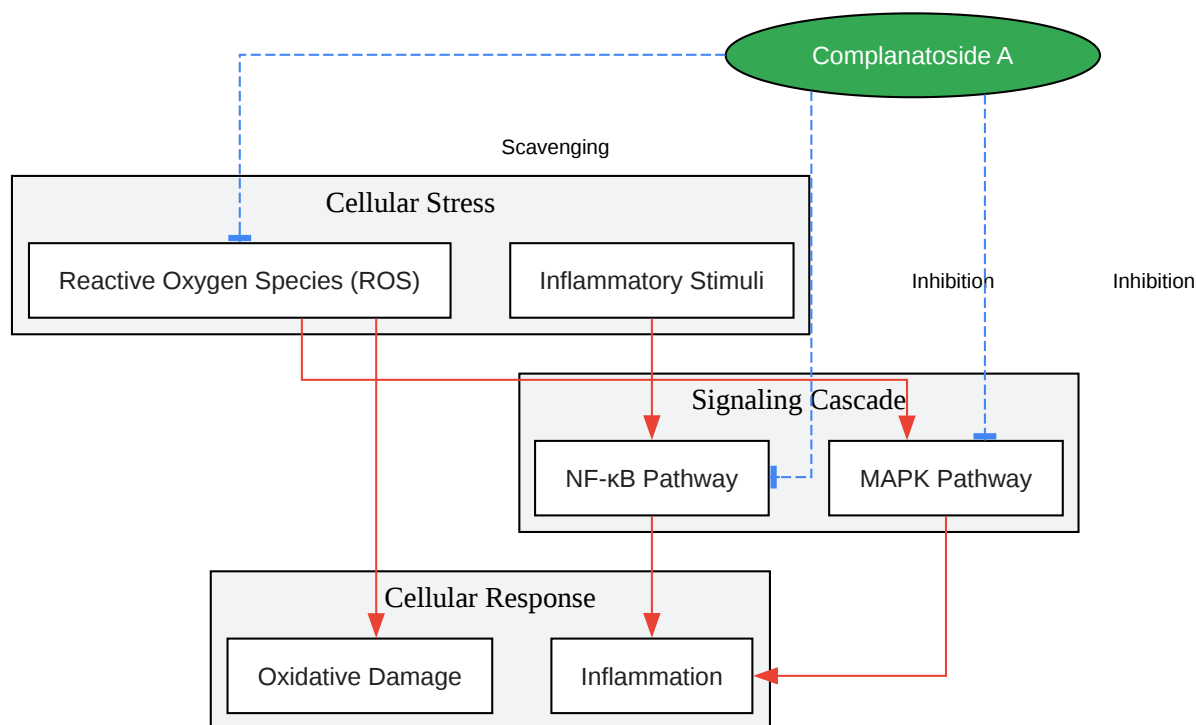 Complanatoside A
Scavenging
Cellular Stress
Reactive Oxygen Species (ROS)
Inflammatory Stimuli
Inhibition
Inhibition
Signaling Cascade
NF-κB Pathway
MAPK Pathway
Cellular Response
Oxidative Damage
Inflammation